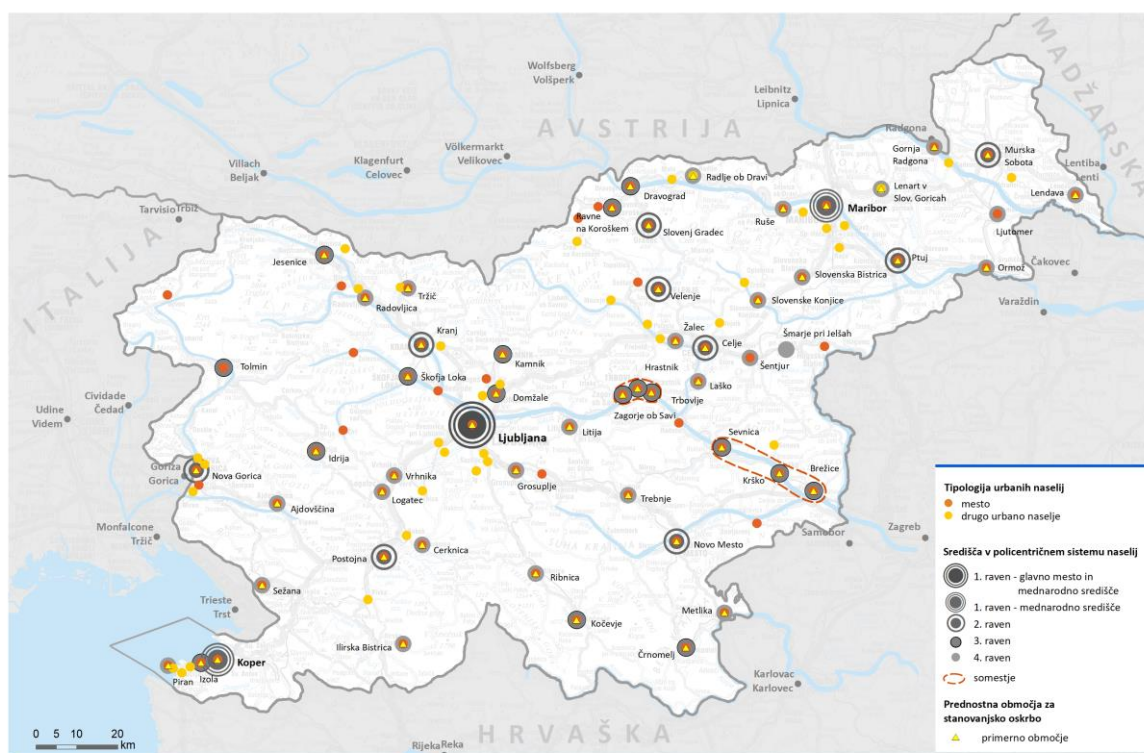 Wolfsberg
Volšperk
Leibnitz
Lipnica
AVSTRIJA
MADŽARSKA
ITALIJA
HRVAŠKA
Radgona
Gornja
Radgona
Murska
Sobota
Lentiba
Lenti
Lendava
Völkermarkt
Velikovec
Klagenfurt
Celovec
Villach
Beljak
Tarvisio Trbiž
Radlje ob Dravi
Dravograd
Lenart v
Slov. Goricah
Ravne
na Koroškem
Ruše
Maribor
Ljutomer
Slovenj Gradec
Jesenice
Ptuj
Ormož
Čakovec
Slovenska Bistrica
Varaždin
Tržič
Velenje
Radovljica
Slovenske Konjice
Kranj
Žalec
Celje
Šmarje pri Jelšah
Kamnik
Hrastnik
Šentjur
Tolmin
Škofja Loka
Laško
Cividade
Čedad
Domžale
Trbovlje
Udine
Videm
Zagorje ob Savi
Ljubljana
Litija
Sevnica
Idrija
Brežice
Gorizia
Gorica
Nova Gorica
Vrhnika
Grosuplje
Krško
Logatec
Trebnje
Ajdovščina
Monfalcone
Tržič
Samobor
Zagreb
Cerknica
Novo Mesto
Postojna
Ribnica
Sežana
Trieste
Trst
Metlika
Kočevje
Ilirska Bistrica
Črnomelj
Koper
Izola
Piran
Karlovac
Karlovec
Rijeka Reka
0 5 10 20
km
Tipologija urbanih naselij
mesto
drugo urbano naselje
Središča v policentričnem sistemu naselij
1. raven - glavno mesto in
mednarodno središče
1. raven - mednarodno središče
2. raven
3. raven
4. raven
somestje
Prednostna območja za
stanovanjsko oskrbo
primerno območje